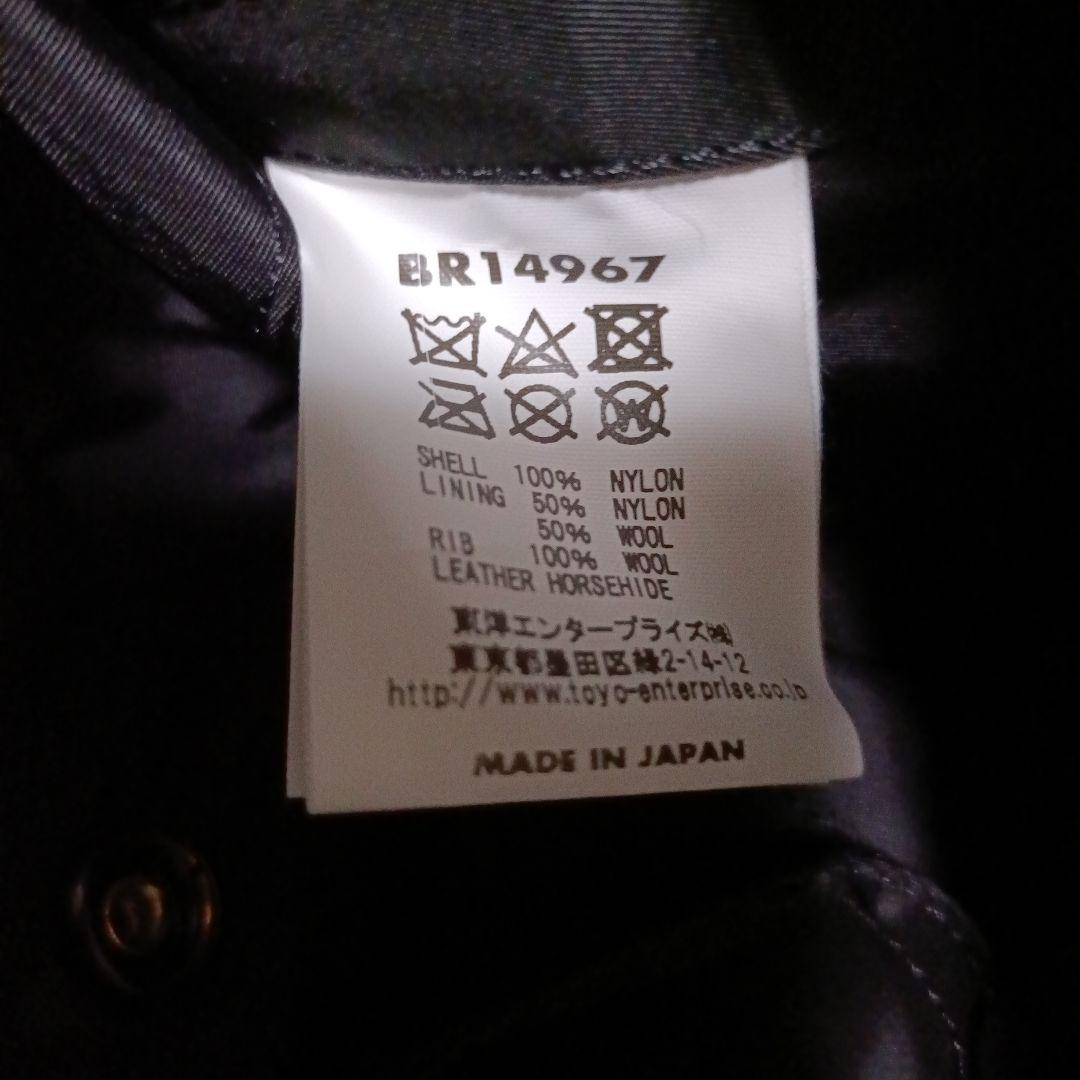 BR14967
W
SHELL 100% NYLON
LINING 50% NYLON
50% WOOL
RIB 100% WOOL
LEATHER HORSEHIDE
東洋エンタープライズ㈱
東京都墨田区緑2-14-12
http://www.toyo-enterprise.co.jp
MADE IN JAPAN